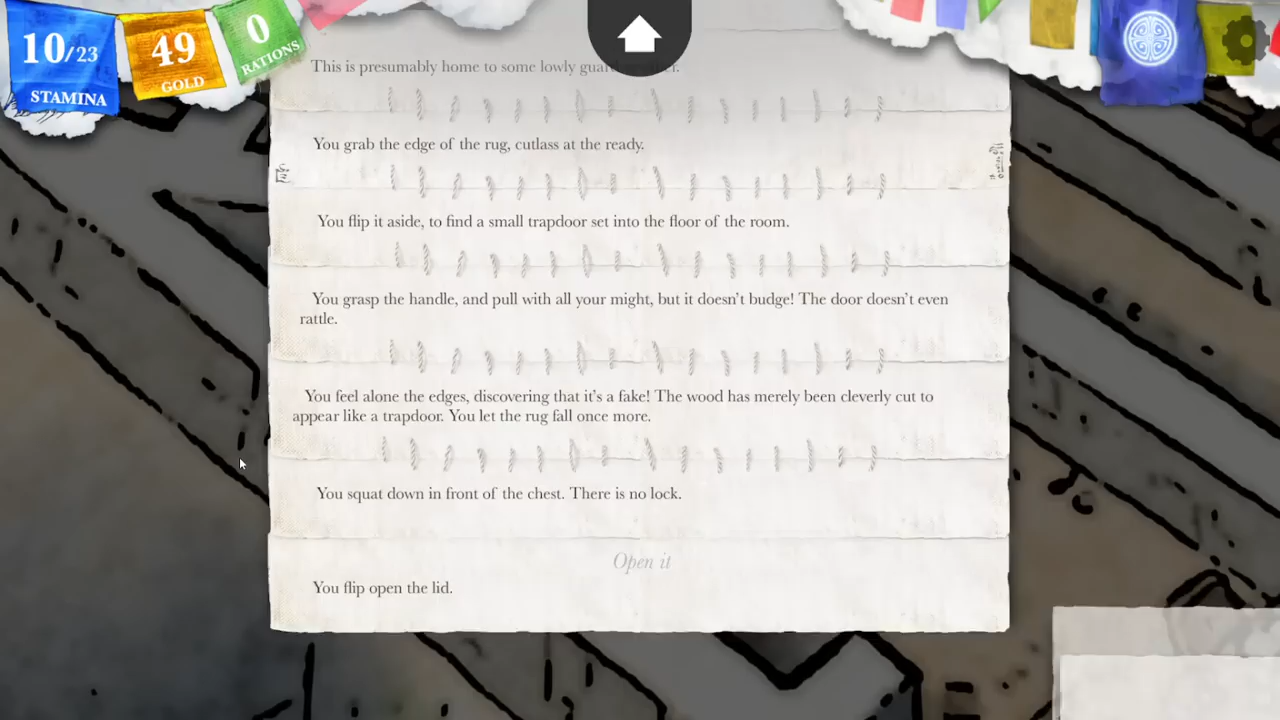 10/23
STAMINA
49
GOLD
0
RATIONS
This is presumably home to some lowly
You grab the edge of the rug, cutlass at the ready.
You flip it aside, to find a small trapdoor set into the floor of the room.
You grasp the handle, and pull with all your might, but it doesn't budge! The door doesn't even
rattle.
You feel alone the edges, discovering that it's a fake! The wood has merely been cleverly cut to
appear like a trapdoor. You let the rug fall once more.
You squat down in front of the chest. There is no lock.
Open it
You flip open the lid.